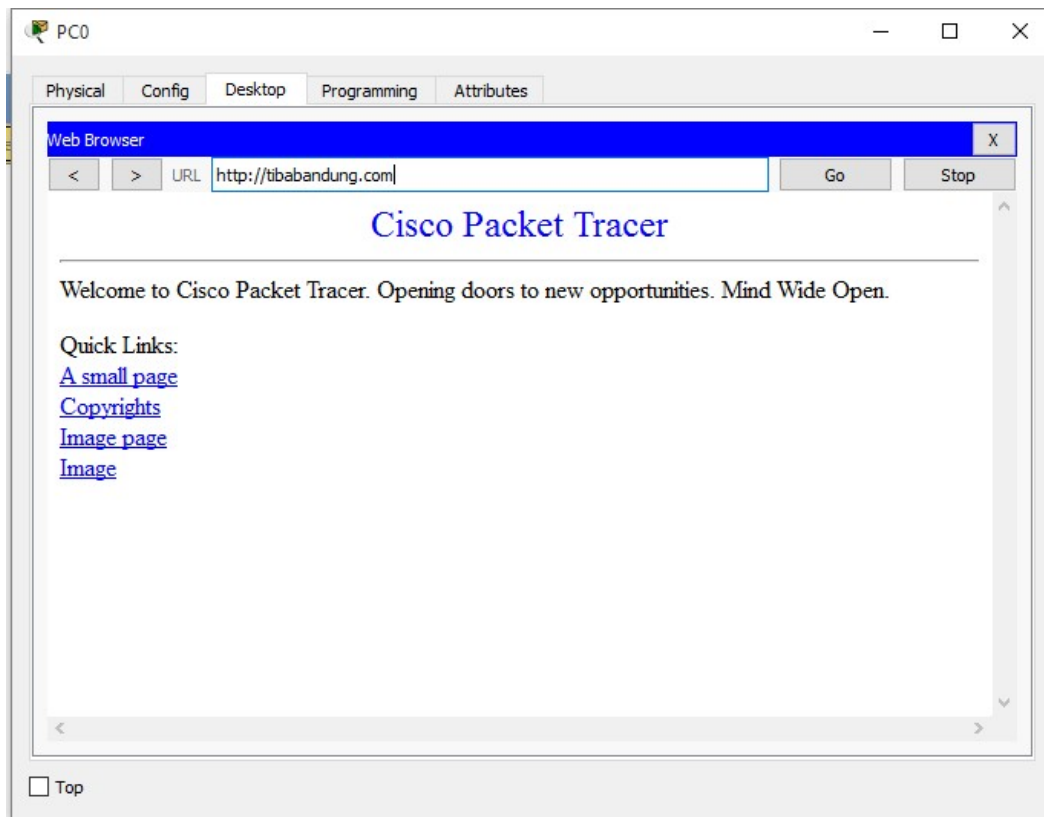 PC0
Physical Config Desktop Programming Attributes
Web Browser X
< > URL http://tibabandung.com Go Stop
Cisco Packet Tracer
Welcome to Cisco Packet Tracer. Opening doors to new opportunities. Mind Wide Open.
Quick Links:
A small page
Copyrights
Image page
Image
Top